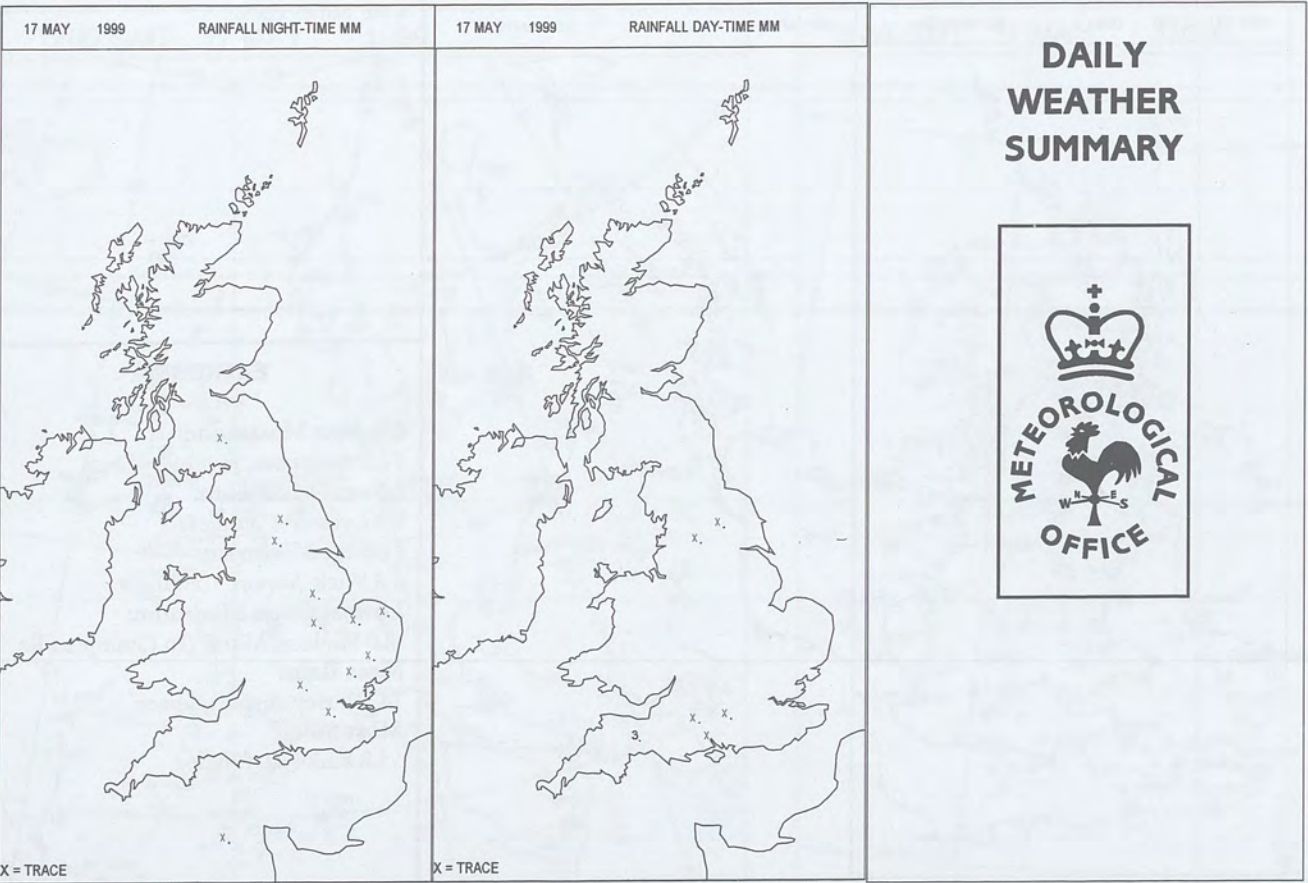 17 MAY 1999 RAINFALL NIGHT-TIME MM
X.
X.
X.
X.
X.
X.
X.
X.
X.
X.
X.
X.
X.
X = TRACE
17 MAY 1999 RAINFALL DAY-TIME MM
X.
X.
X.
X.
X.
3.
X = TRACE
DAILY
WEATHER
SUMMARY
METEOROLOGICAL
N E
W S
OFFICE